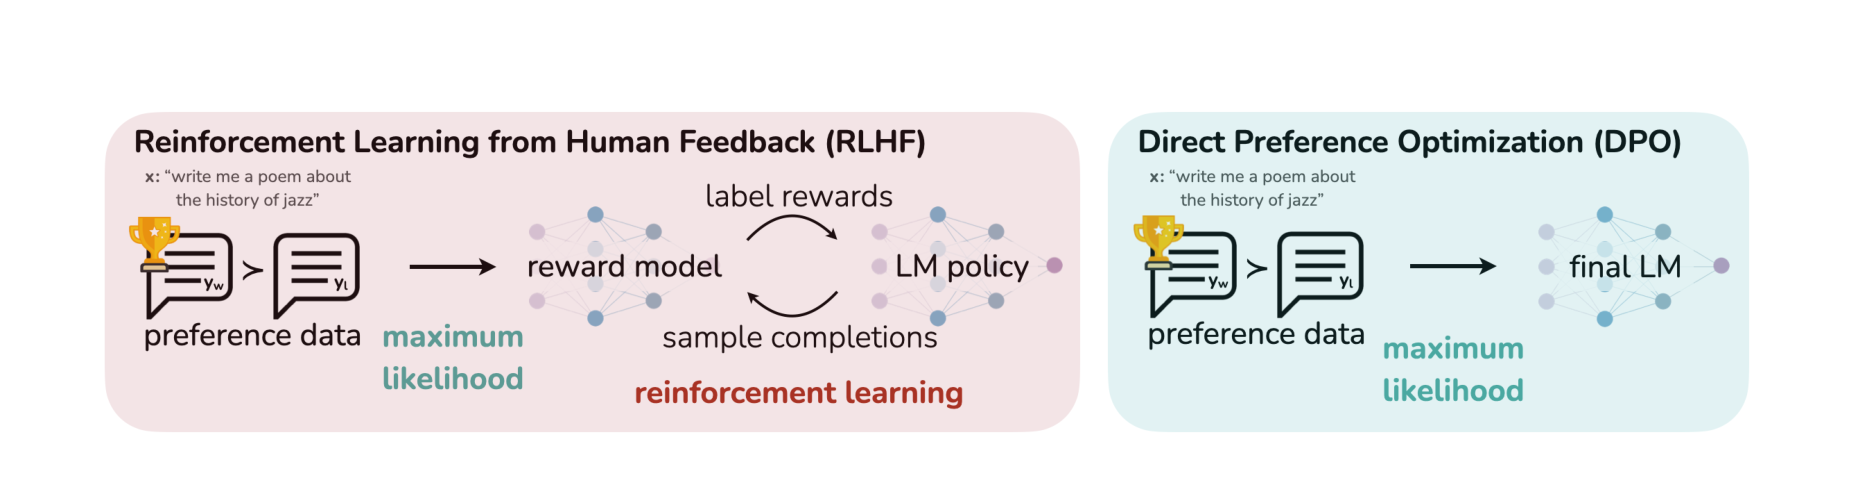 Reinforcement Learning from Human Feedback (RLHF)
x: “write me a poem about
the history of jazz”
label rewards
yw
≻
yl
reward model
LM policy
preference data
sample completions
maximum
likelihood
reinforcement learning
Direct Preference Optimization (DPO)
x: “write me a poem about
the history of jazz”
yw
≻
yl
final LM
preference data
maximum
likelihood